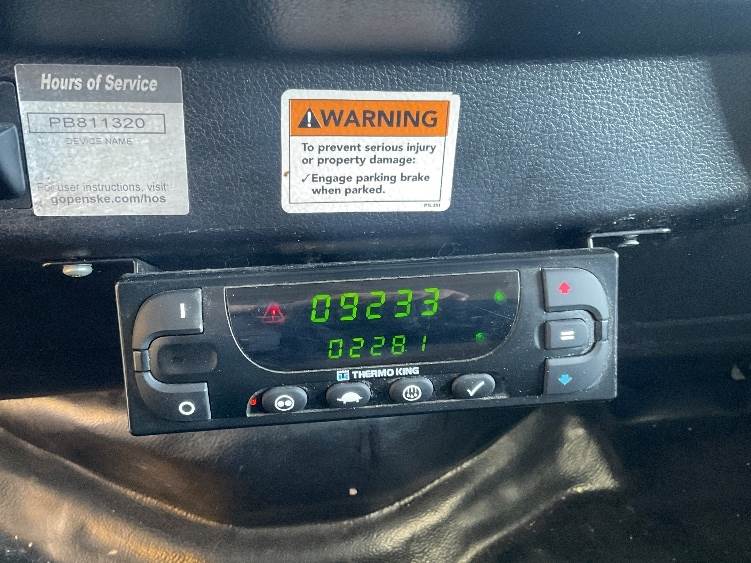 Hours of Service
PB811320
DEVICE NAME
For user instructions, visit:
gopenske.com/hos
WARNING
To prevent serious injury
or property damage:
✓Engage parking brake
when parked.
09233
02281
THERMO KING